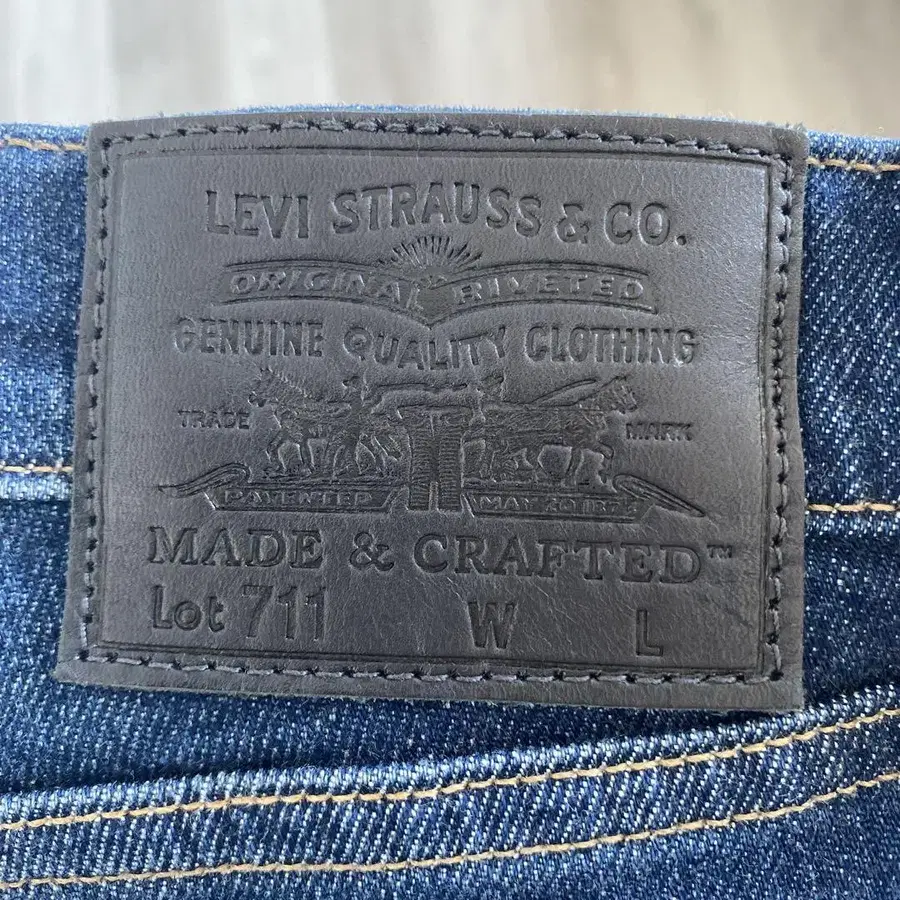 LEVI STRAUSS & CO.
ORIGINAL RIVETED
GENUINE QUALITY CLOTHING
TRADE MARK
PATENTED MAY 20 1873
MADE & CRAFTED™
Lot 711 W L